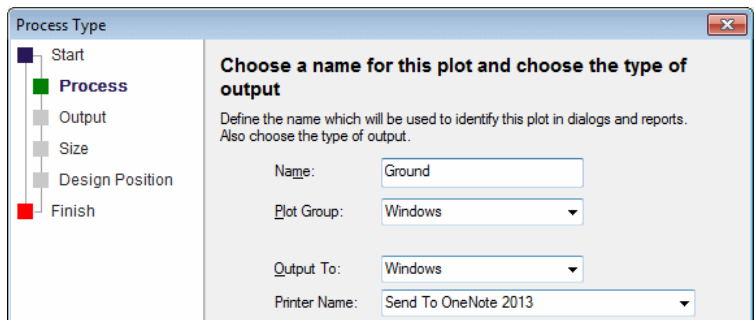 Process Type
Start
Process
Output
Size
Design Position
Finish
Choose a name for this plot and choose the type of
output
Define the name which will be used to identify this plot in dialogs and reports.
Also choose the type of output.
Name: Ground
Plot Group: Windows
Output To: Windows
Printer Name: Send To OneNote 2013